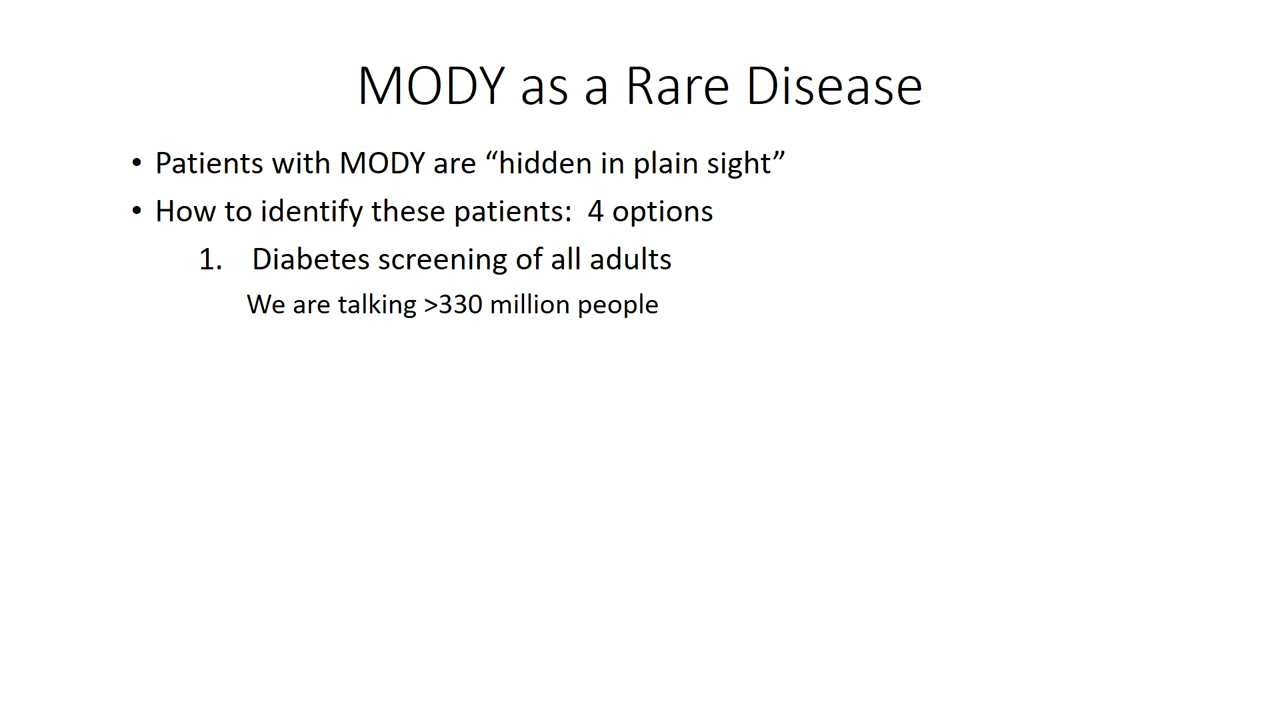 MODY as a Rare Disease
• Patients with MODY are “hidden in plain sight”
• How to identify these patients:  4 options
1. Diabetes screening of all adults
We are talking >330 million people